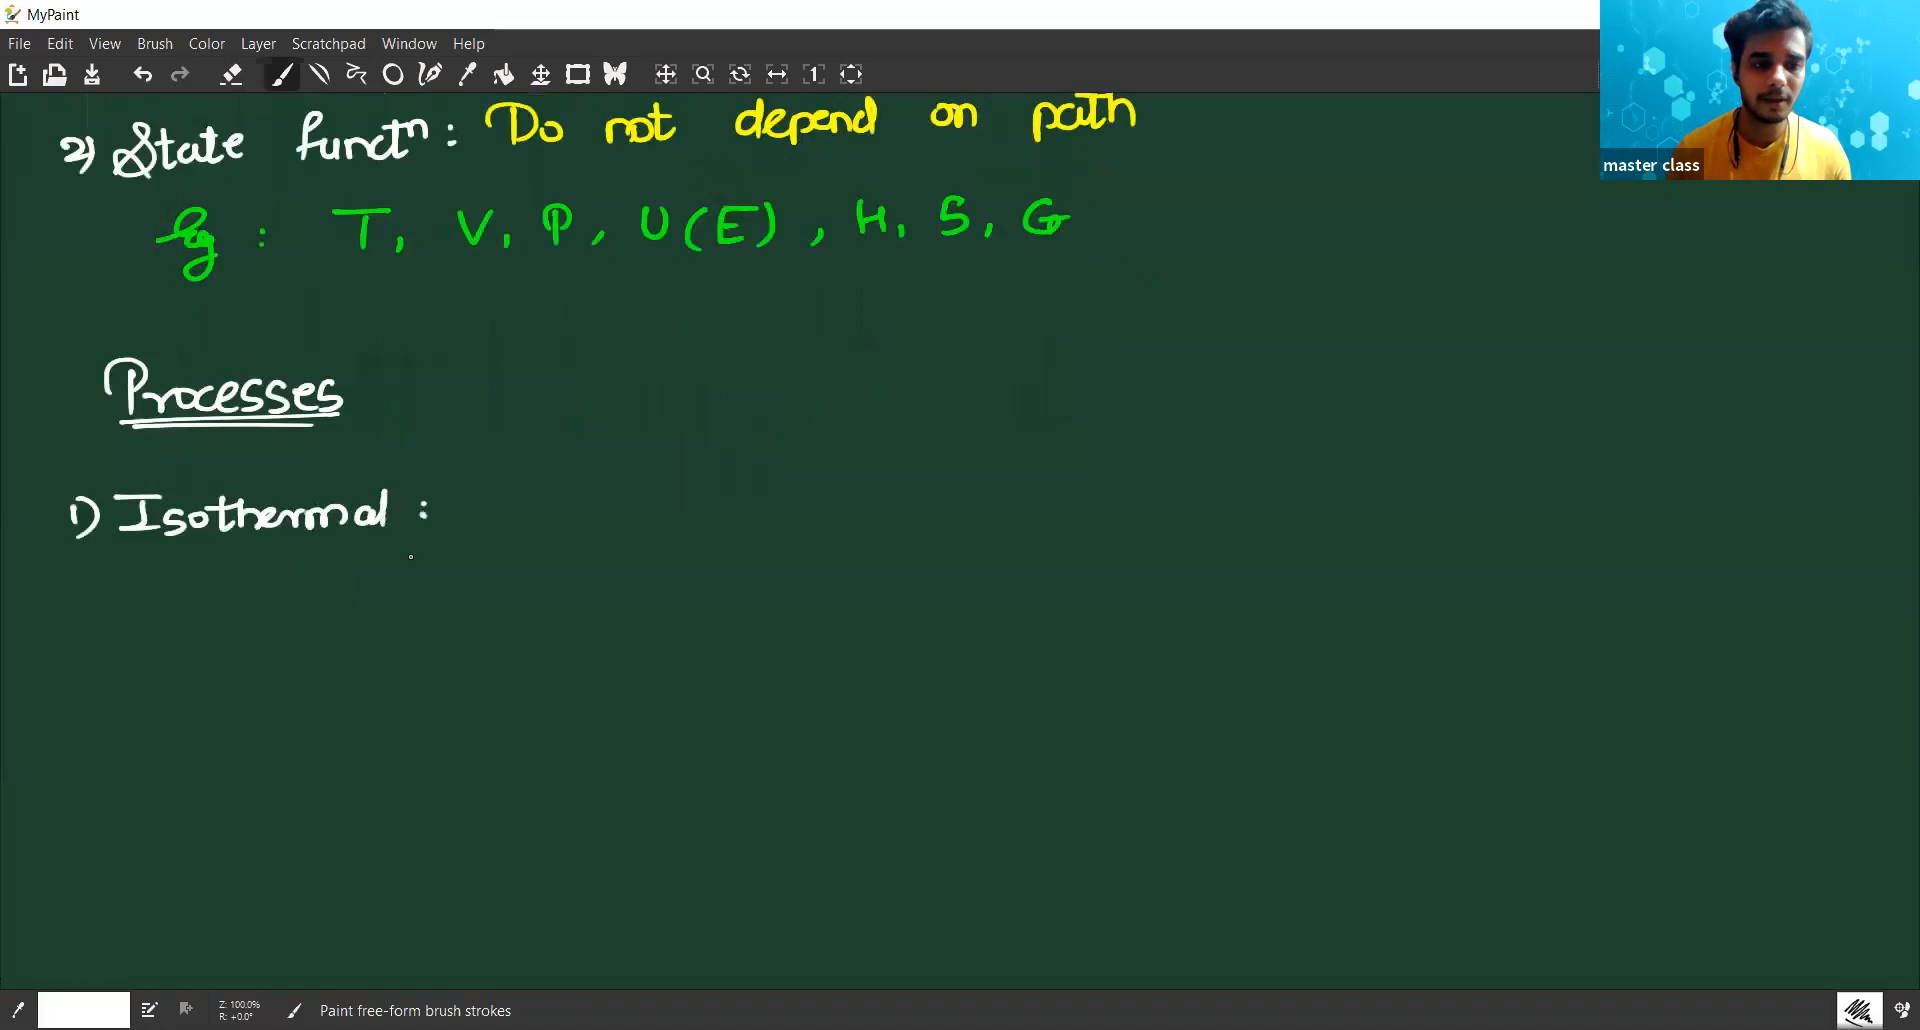 MyPaint
File Edit View Brush Color Layer Scratchpad Window Help
master class
2) State functⁿ : Do not depend on path
Eg : T, V, P, U(E), H, S, G
Processes
1) Isothermal :
Z: 100.0%
R: +0.0°
Paint free-form brush strokes